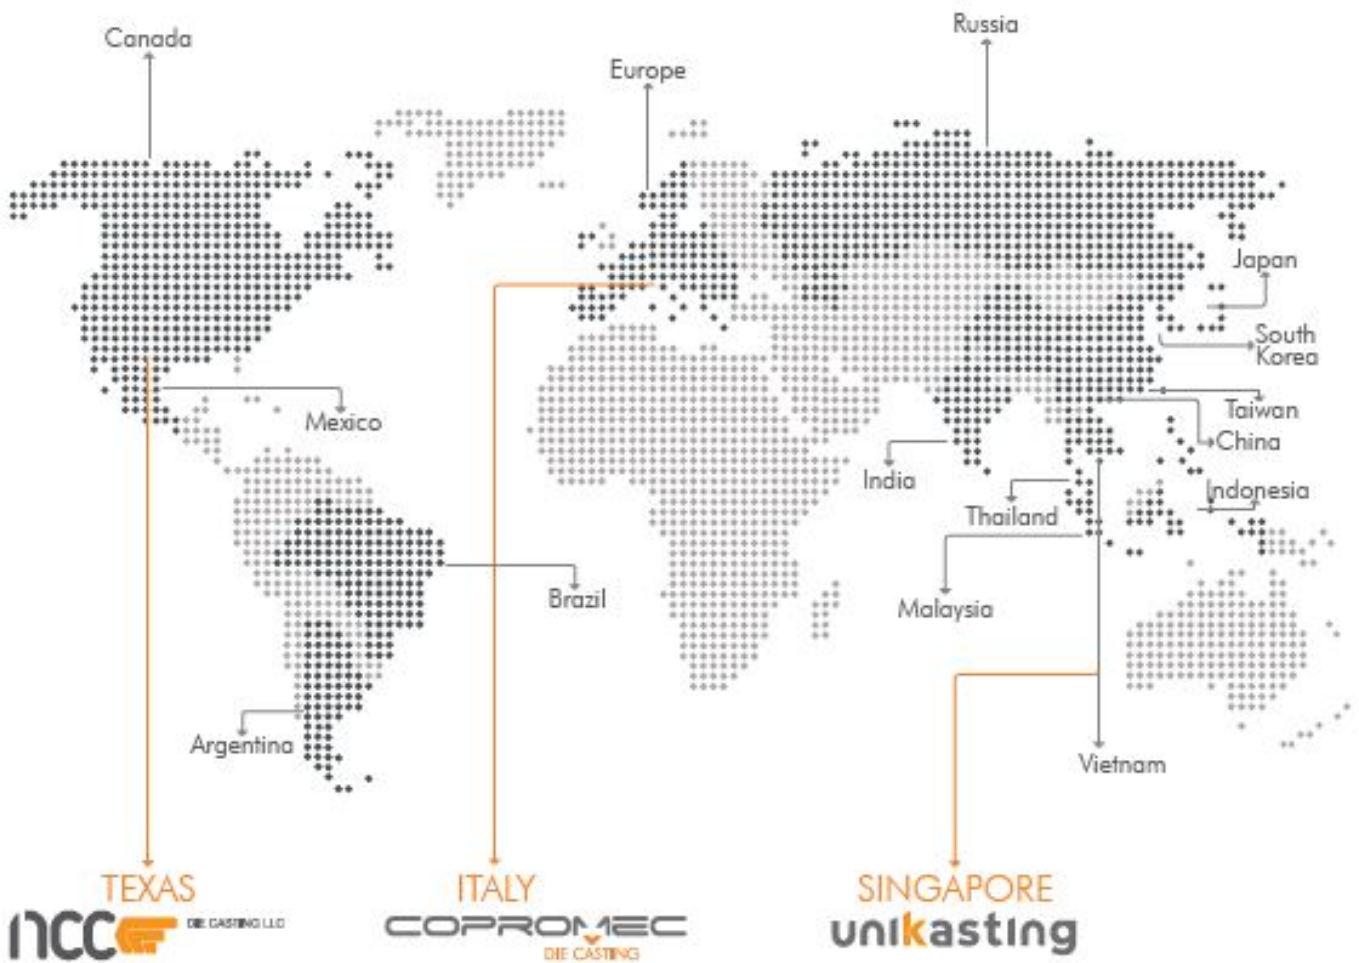 Canada
Russia
Europe
Japan
South
Korea
Mexico
Taiwan
China
India
Indonesia
Thailand
Brazil
Malaysia
Argentina
Vietnam
TEXAS
ITALY
SINGAPORE
ncc DIE CASTING LLC
COPROMEC
DIE CASTING
unikasting